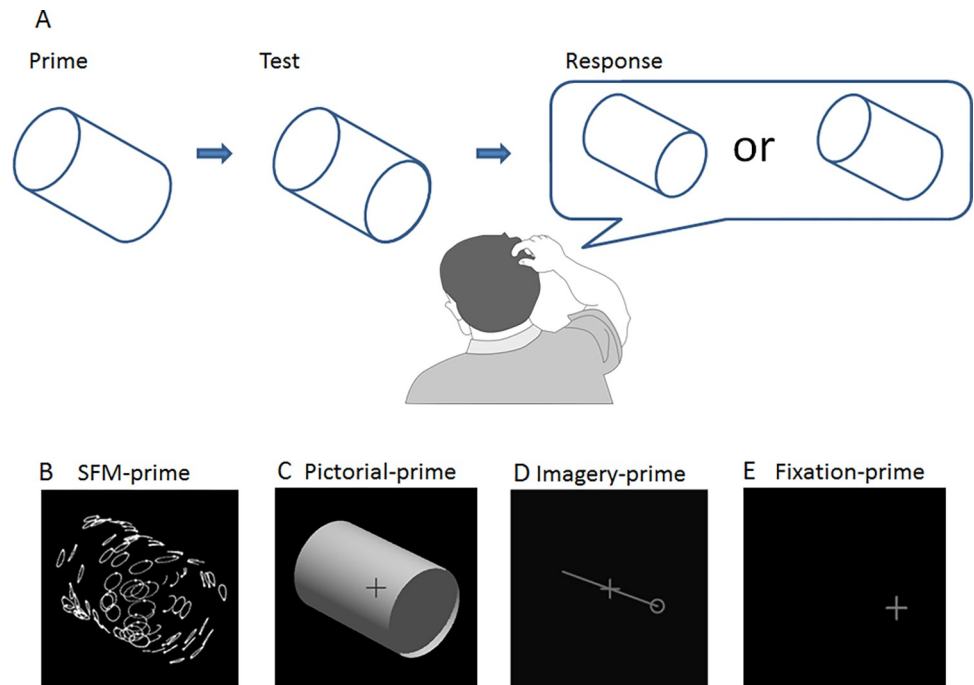 A
Prime
Test
Response
or
B SFM-prime
C Pictorial-prime
D Imagery-prime
E Fixation-prime